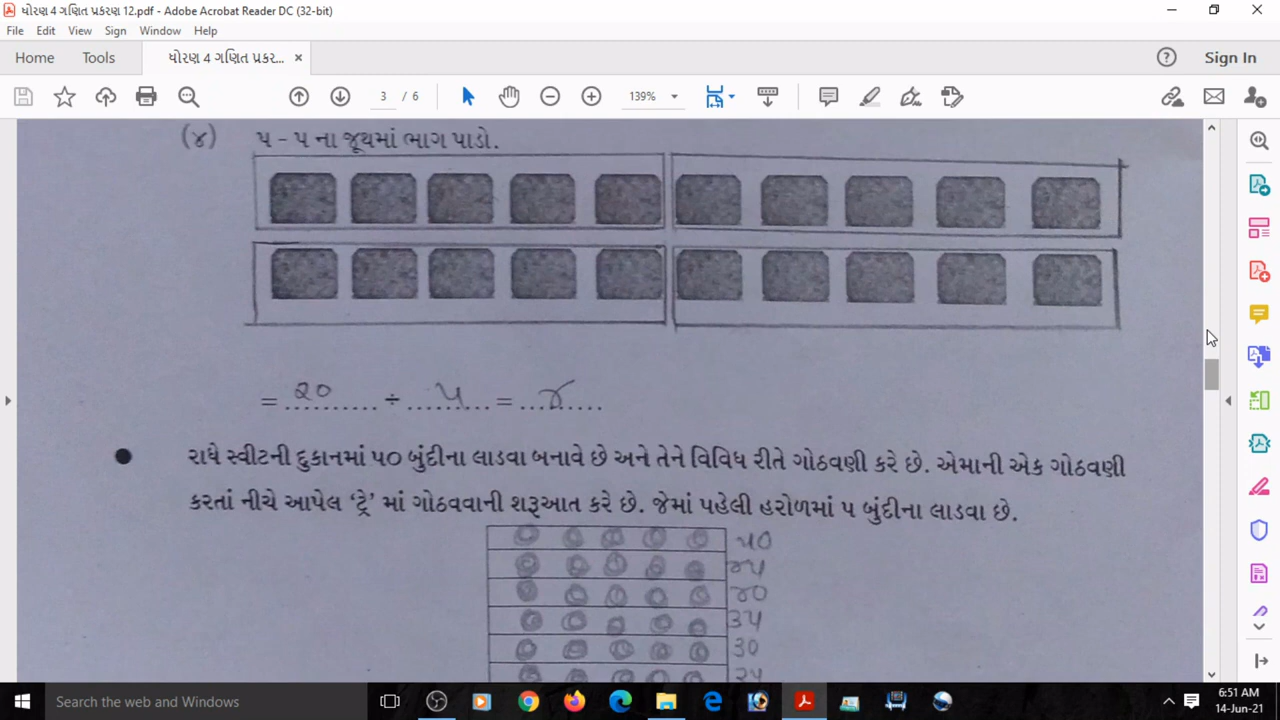 ધોરણ 4 ગણિત પ્રકરણ 12.pdf - Adobe Acrobat Reader DC (32-bit)
File Edit View Sign Window Help
Home Tools ધોરણ 4 ગણિત પ્રકર... × Sign In
3 / 6 139%
(૪) ૫ - ૫ ના જૂથમાં ભાગ પાડો.
= ૨૦ ÷ ૫ = ૪
રાધે સ્વીટની દુકાનમાં ૫૦ બુંદીના લાડવા બનાવે છે અને તેને વિવિધ રીતે ગોઠવણી કરે છે. એમાની એક ગોઠવણી
કરતાં નીચે આપેલ ‘ટ્રે’ માં ગોઠવવાની શરૂઆત કરે છે. જેમાં પહેલી હરોળમાં ૫ બુંદીના લાડવા છે.
૫૦
૪૫
૪૦
૩૫
૩૦
૨૫
Search the web and Windows
6:51 AM
14-Jun-21